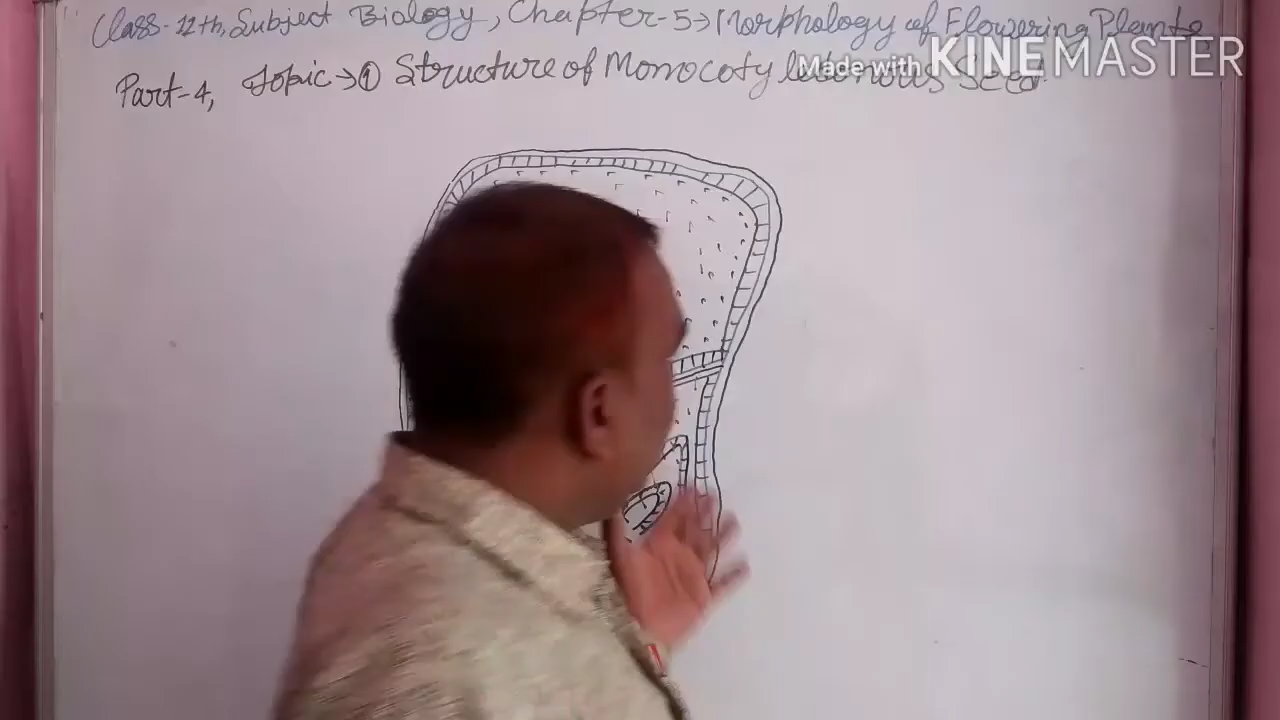 Class-11th, Subject Biology, Chapter-5→Morphology of Flowering Plants
Made with KINEMASTER
Part-4, Topic→① Structure of Monocotyledonous Seed